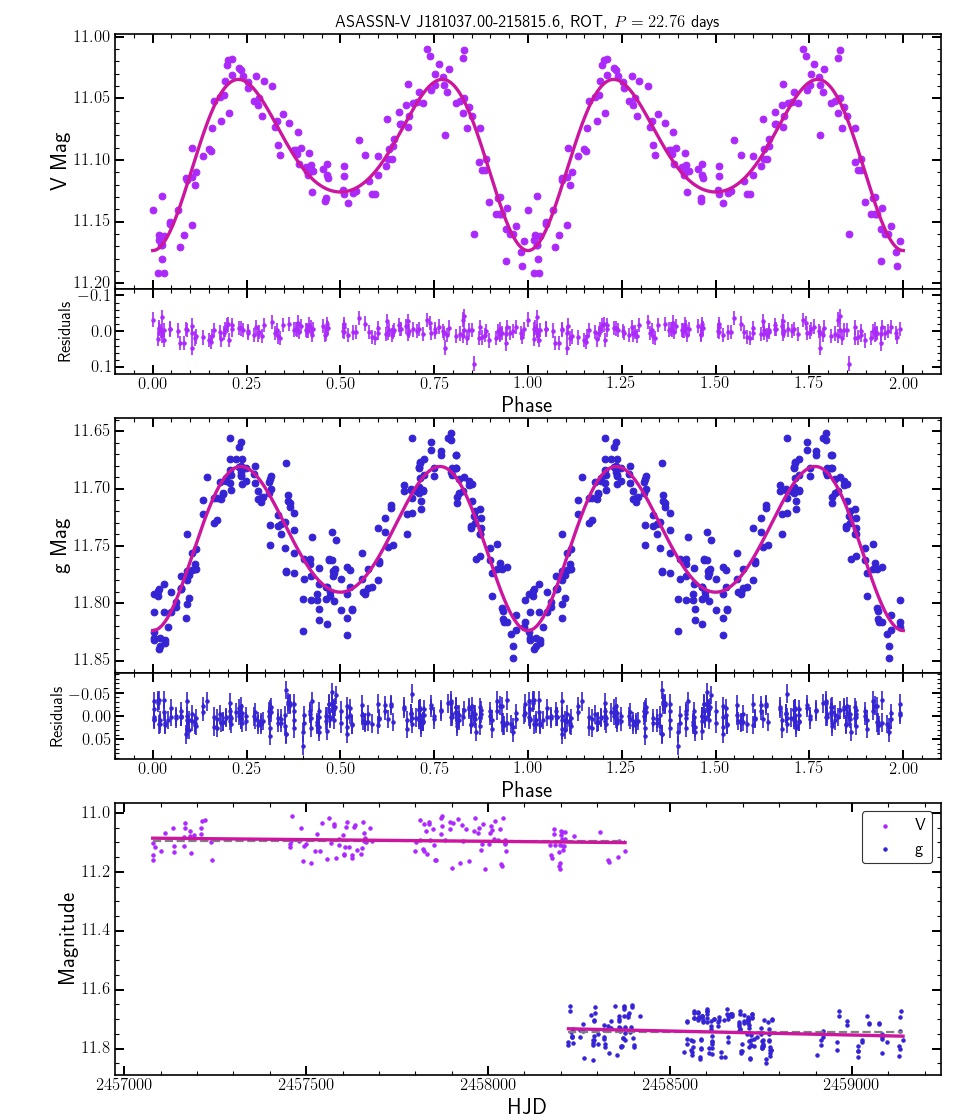 ASASSN-V J181037.00-215815.6, ROT, P = 22.76 days
11.00
11.05
11.10
11.15
11.20
V Mag
−0.1
0.0
0.1
Residuals
0.00 0.25 0.50 0.75 1.00 1.25 1.50 1.75 2.00
Phase
11.65
11.70
11.75
11.80
11.85
g Mag
−0.05
0.00
0.05
Residuals
0.00 0.25 0.50 0.75 1.00 1.25 1.50 1.75 2.00
Phase
11.0
11.2
11.4
11.6
11.8
Magnitude
V
g
2457000 2457500 2458000 2458500 2459000
HJD